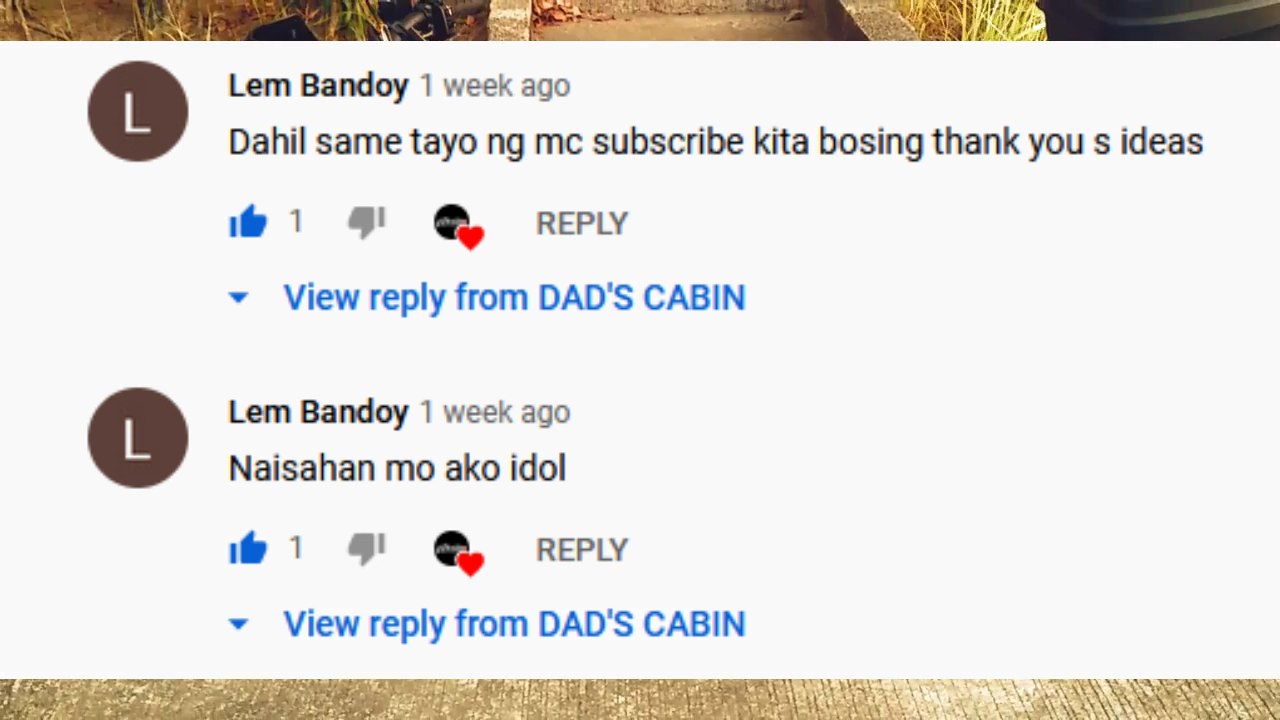 L
Lem Bandoy 1 week ago
Dahil same tayo ng mc subscribe kita bosing thank you s ideas
1 REPLY
View reply from DAD'S CABIN
L
Lem Bandoy 1 week ago
Naisahan mo ako idol
1 REPLY
View reply from DAD'S CABIN